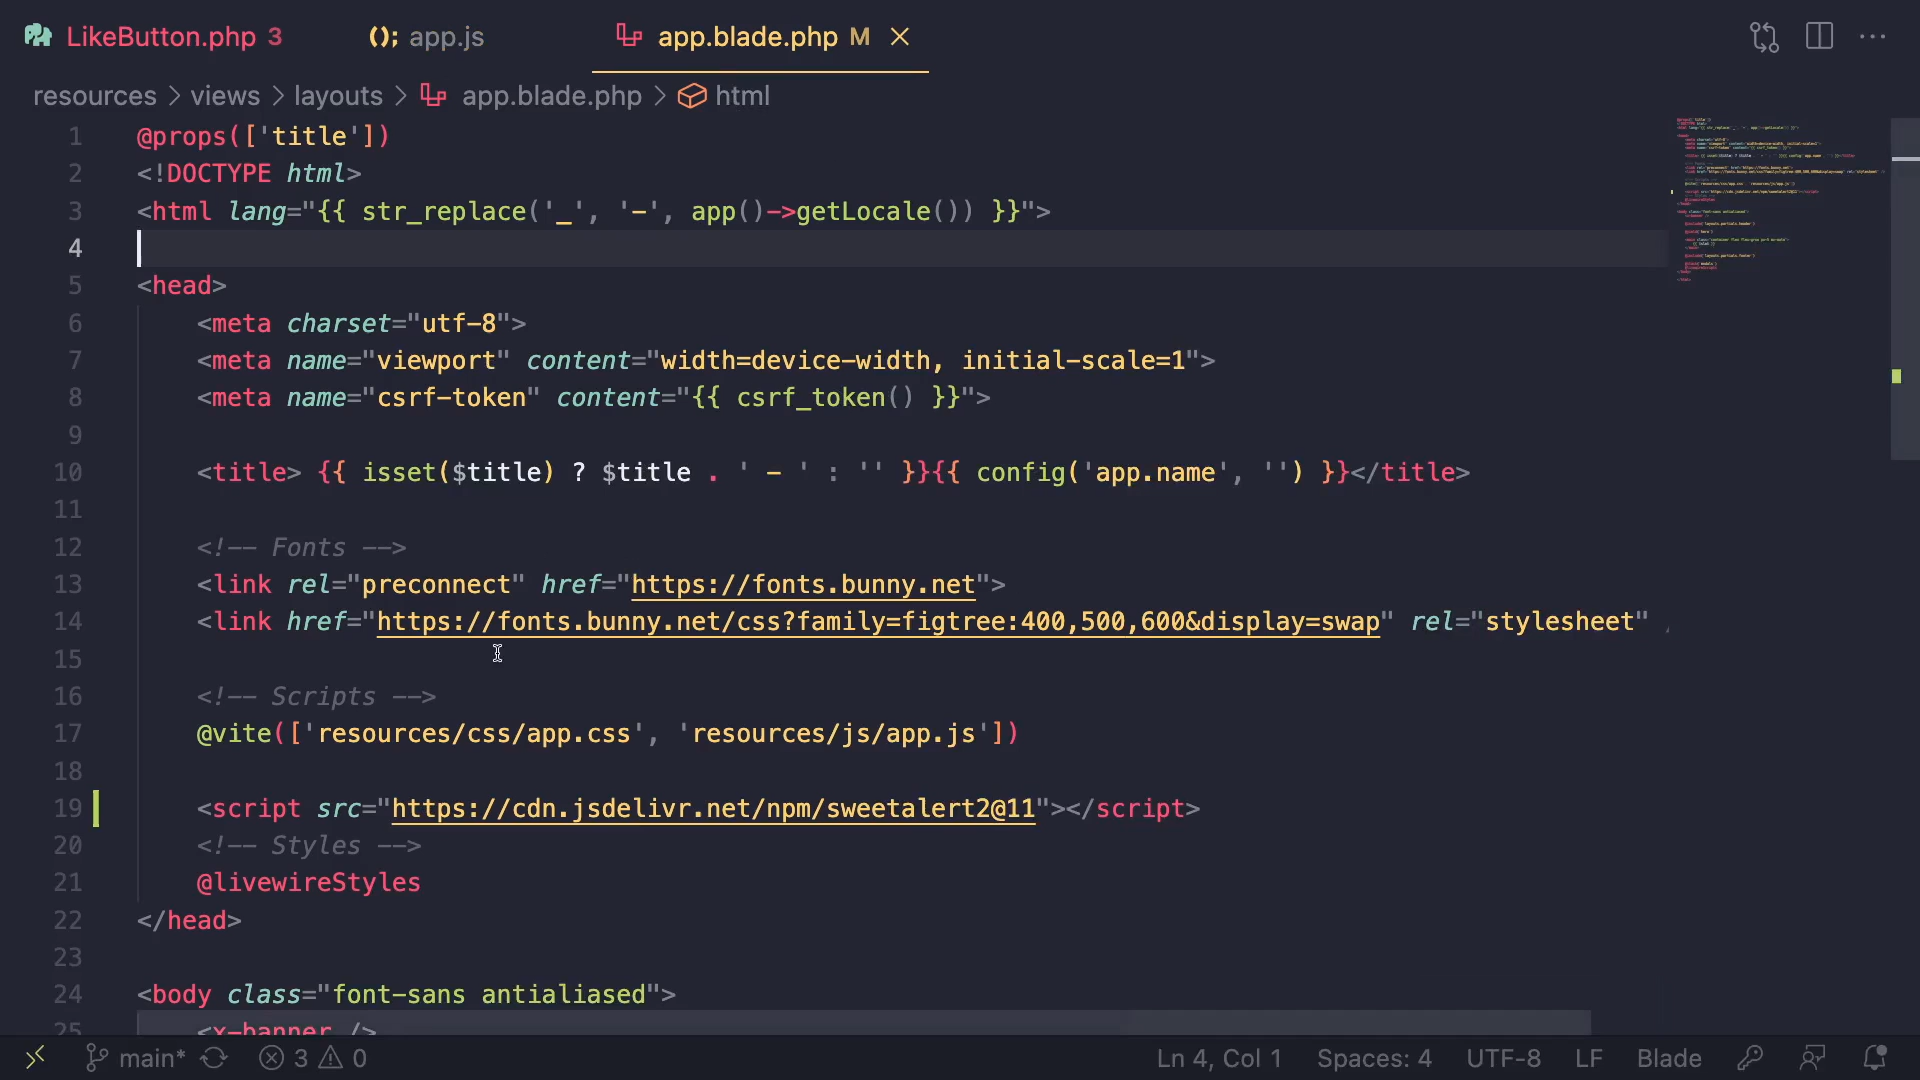 LikeButton.php 3
(); app.js
app.blade.php M
resources > views > layouts > app.blade.php > html
1 @props(['title'])
2 <!DOCTYPE html>
3 <html lang="{{ str_replace('_', '-', app()->getLocale()) }}">
4
5 <head>
6 <meta charset="utf-8">
7 <meta name="viewport" content="width=device-width, initial-scale=1">
8 <meta name="csrf-token" content="{{ csrf_token() }}">
9
10 <title> {{ isset($title) ? $title . ' - ' : '' }}{{ config('app.name', '') }}</title>
11
12 <!-- Fonts -->
13 <link rel="preconnect" href="https://fonts.bunny.net">
14 <link href="https://fonts.bunny.net/css?family=figtree:400,500,600&display=swap" rel="stylesheet"
15
16 <!-- Scripts -->
17 @vite(['resources/css/app.css', 'resources/js/app.js'])
18
19 <script src="https://cdn.jsdelivr.net/npm/sweetalert2@11"></script>
20 <!-- Styles -->
21 @livewireStyles
22 </head>
23
24 <body class="font-sans antialiased">
25 <x-banner />
main* 3 0 Ln 4, Col 1 Spaces: 4 UTF-8 LF Blade